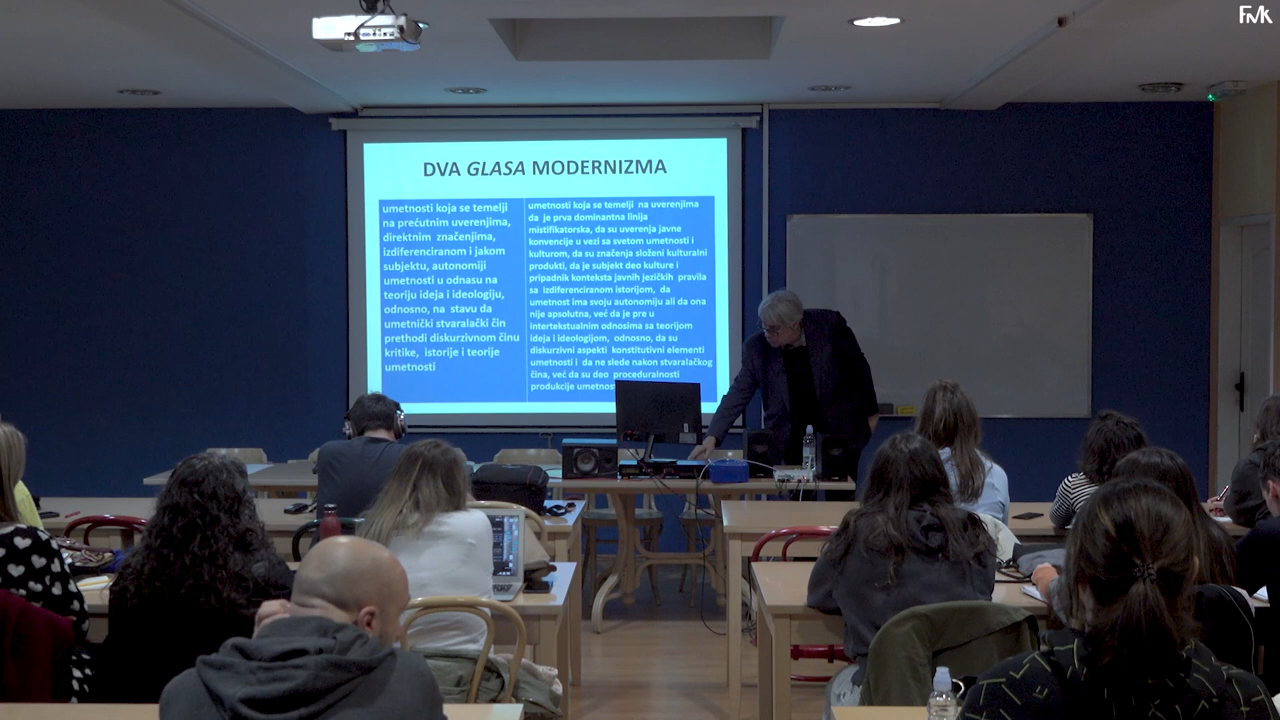 FMK
DVA GLASA MODERNIZMA
umetnosti koja se temelji
na prećutnim uverenjima,
direktnim značenjima,
izdiferenciranom i jakom
subjektu, autonomiji
umetnosti u odnasu na
teoriju ideja i ideologiju,
odnosno, na stavu da
umetnički stvaralački čin
prethodi diskurzivnom činu
kritike, istorije i teorije
umetnosti
umetnosti koja se temelji na uverenjima
da je prva dominantna linija
mistifikatorska, da su uverenja javne
konvencije u vezi sa svetom umetnosti i
kulturom, da su značenja složeni kulturalni
produkti, da je subjekt deo kulture i
pripadnik konteksta javnih jezičkih pravila
sa izdiferenciranom istorijom, da
umetnost ima svoju autonomiju ali da ona
nije apsolutna, već da je pre u
intertekstualnim odnosima sa teorijom
ideja i ideologijom, odnosno, da su
diskurzivni aspekti konstitutivni elementi
umetnosti i da ne slede nakon stvaralačkog
čina, već da su deo proceduralnosti
produkcije umetnos